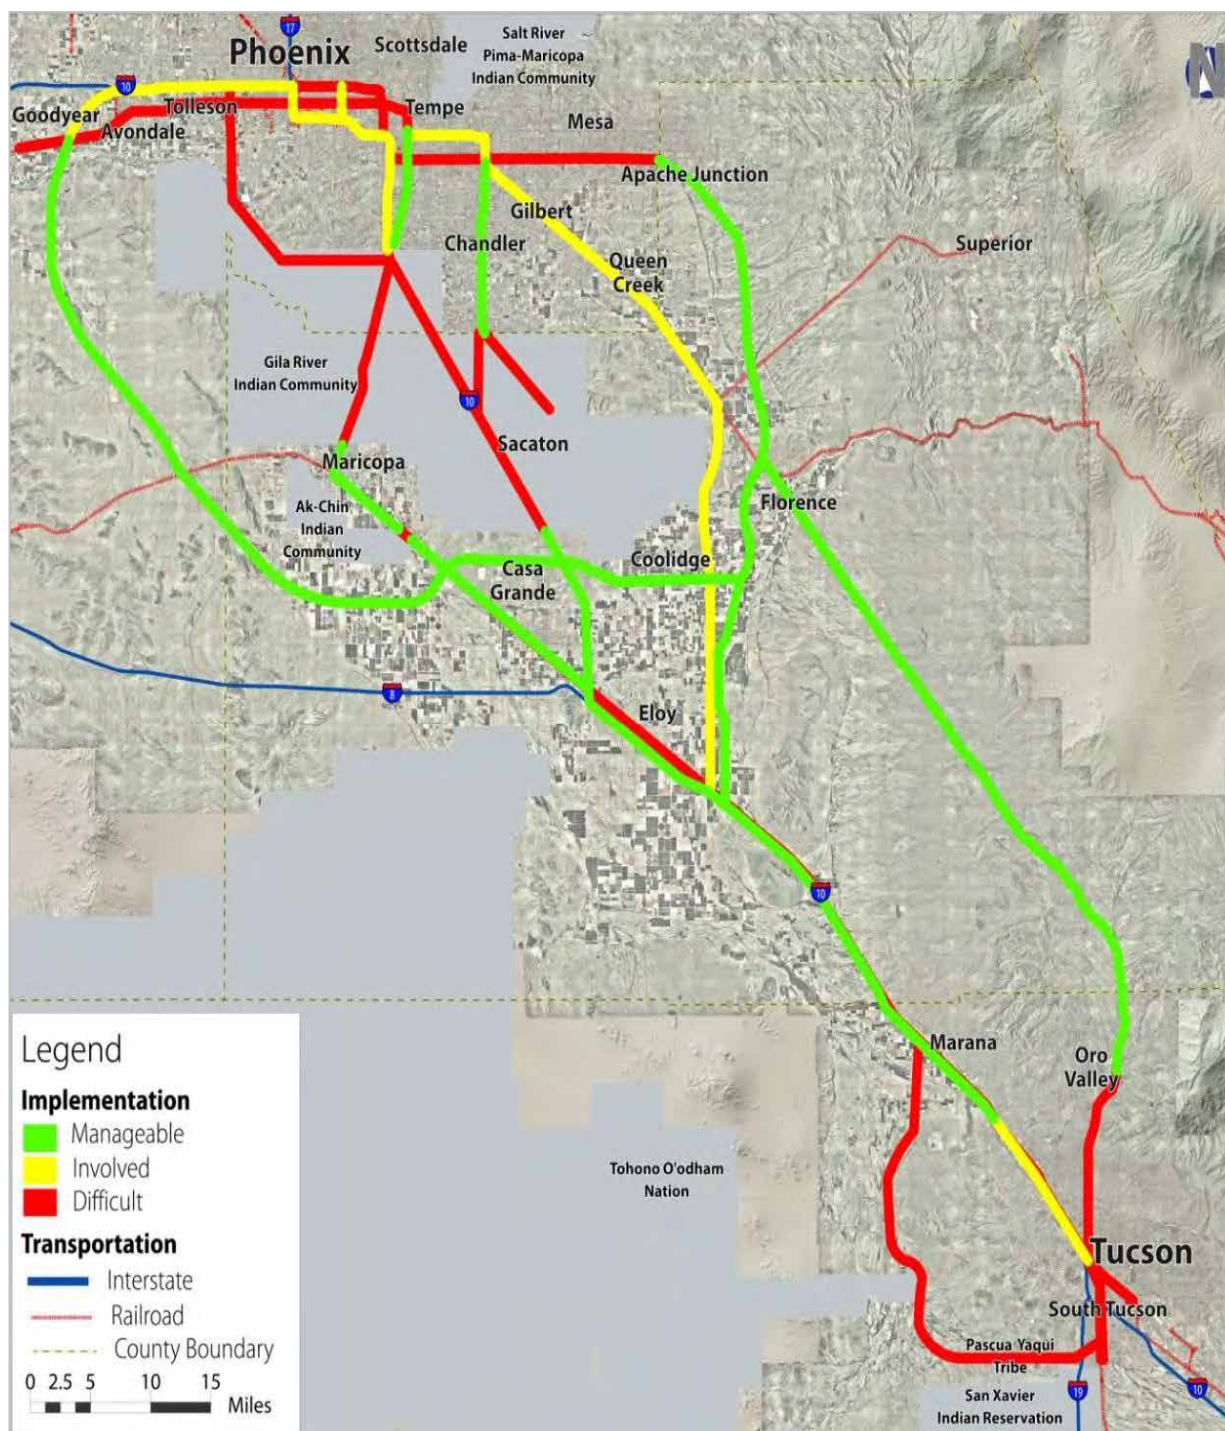 17
Phoenix
Scottsdale
Salt River
Pima-Maricopa
Indian Community
N
10
Goodyear
Tolleson
Avondale
Tempe
Mesa
Apache Junction
Gilbert
Chandler
Queen
Creek
Superior
Gila River
Indian Community
10
Sacaton
Maricopa
Ak-Chin
Indian
Community
Florence
Casa
Grande
Coolidge
8
Eloy
10
Legend
Implementation
Manageable
Involved
Difficult
Transportation
Interstate
Railroad
County Boundary
0 2.5 5 10 15
Miles
Marana
Oro
Valley
Tohono O'odham
Nation
Tucson
South Tucson
Pascua Yaqui
Tribe
San Xavier
Indian Reservation
19
10